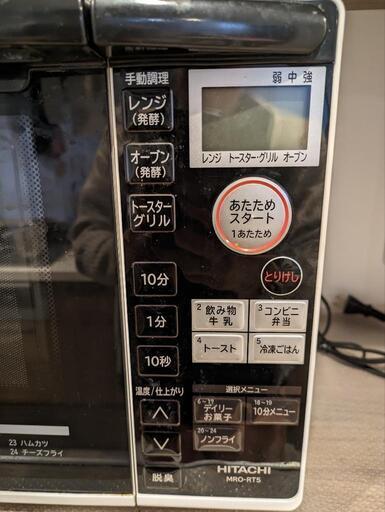 手動調理
弱 中 強
レンジ
(発酵)
レンジ トースター・グリル オーブン
オーブン
(発酵)
あたため
スタート
1あたため
トースター
グリル
とりけし
10分
2 飲み物
牛乳
3 コンビニ
弁当
1分
4 トースト
5 冷凍ごはん
10秒
温度/仕上がり
選択メニュー
6~17
デイリー
お菓子
18~19
10分メニュー
20~24
ノンフライ
脱臭
23 ハムカツ
24 チーズフライ
HITACHI
MRO-RT5